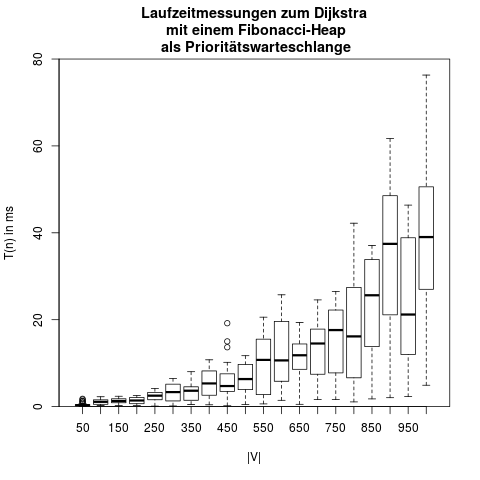 Laufzeitmessungen zum Dijkstra
mit einem Fibonacci-Heap
als Prioritätswarteschlange
80
60
40
20
0
T(n) in ms
50 150 250 350 450 550 650 750 850 950
|V|